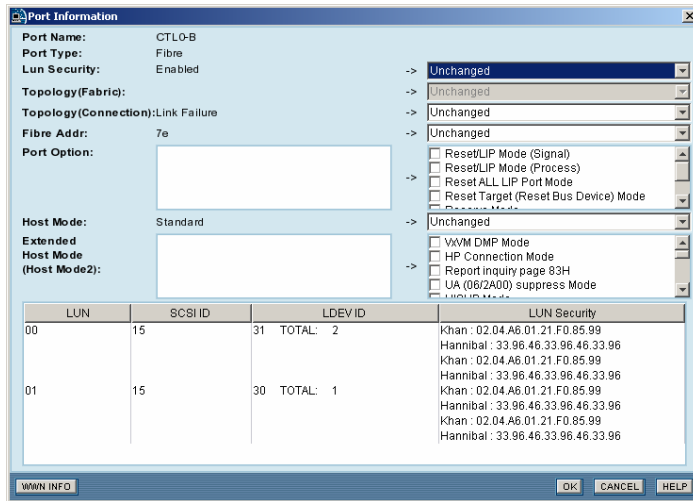 Port Information
Port Name: CTL0-B
Port Type: Fibre
Lun Security: Enabled -> Unchanged
Topology(Fabric): -> Unchanged
Topology(Connection):Link Failure -> Unchanged
Fibre Addr: 7e -> Unchanged
Port Option: ->
Reset/LIP Mode (Signal)
Reset/LIP Mode (Process)
Reset ALL LIP Port Mode
Reset Target (Reset Bus Device) Mode
Host Mode: Standard -> Unchanged
Extended
Host Mode
(Host Mode2): ->
VxVM DMP Mode
HP Connection Mode
Report inquiry page 83H
UA (06/2A00) suppress Mode
LUN SCSI ID LDEV ID LUN Security
00 15 31 TOTAL: 2 Khan : 02.04.A6.01.21.F0.85.99
Hannibal : 33.96.46.33.96.46.33.96
Khan : 02.04.A6.01.21.F0.85.99
Hannibal : 33.96.46.33.96.46.33.96
01 15 30 TOTAL: 1 Khan : 02.04.A6.01.21.F0.85.99
Hannibal : 33.96.46.33.96.46.33.96
Khan : 02.04.A6.01.21.F0.85.99
Hannibal : 33.96.46.33.96.46.33.96
WWN INFO OK CANCEL HELP